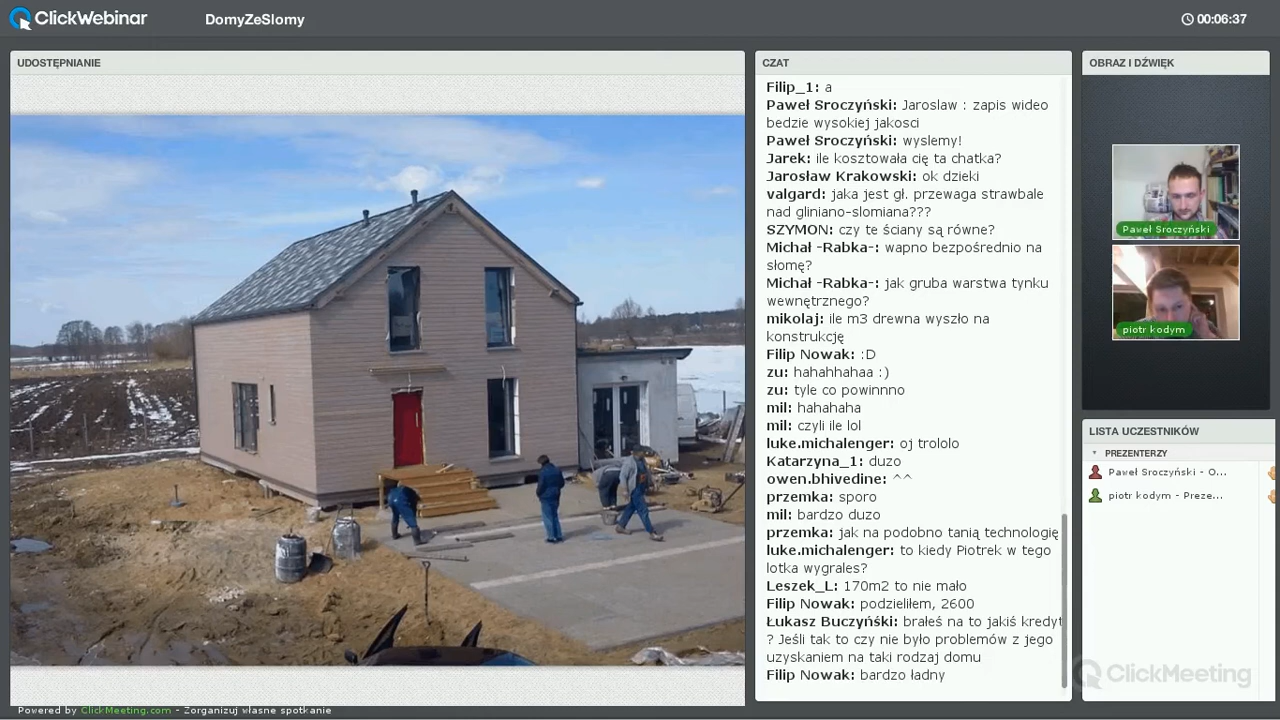 ClickWebinar
DomyZeSlomy
00:06:37
UDOSTĘPNIANIE
CZAT
Filip_1: a
Paweł Sroczyński: Jaroslaw : zapis wideo
bedzie wysokiej jakosci
Paweł Sroczyński: wyslemy!
Jarek: ile kosztowała cię ta chatka?
Jarosław Krakowski: ok dzieki
valgard: jaka jest gł. przewaga strawbale
nad gliniano-slomiana???
SZYMON: czy te ściany są równe?
Michał -Rabka-: wapno bezpośrednio na
słomę?
Michał -Rabka-: jak gruba warstwa tynku
wewnętrznego?
mikolaj: ile m3 drewna wyszło na
konstrukcję
Filip Nowak: :D
zu: hahahhahaa :)
zu: tyle co powinnno
mil: hahahaha
mil: czyli ile lol
luke.michalenger: oj trololo
Katarzyna_1: duzo
owen.bhivedine: ^^
przemka: sporo
mil: bardzo duzo
przemka: jak na podobno tanią technologię
luke.michalenger: to kiedy Piotrek w tego
lotka wygrales?
Leszek_L: 170m2 to nie mało
Filip Nowak: podzieliłem, 2600
Łukasz Buczyńśki: brałeś na to jakiś kredyt
? Jeśli tak to czy nie było problemów z jego
uzyskaniem na taki rodzaj domu
Filip Nowak: bardzo ładny
OBRAZ I DŹWIĘK
Paweł Sroczyński
piotr kodym
LISTA UCZESTNIKÓW
PREZENTERZY
Paweł Sroczyński - O...
piotr kodym - Preze...
ClickMeeting
Powered by ClickMeeting.com - Zorganizuj własne spotkanie